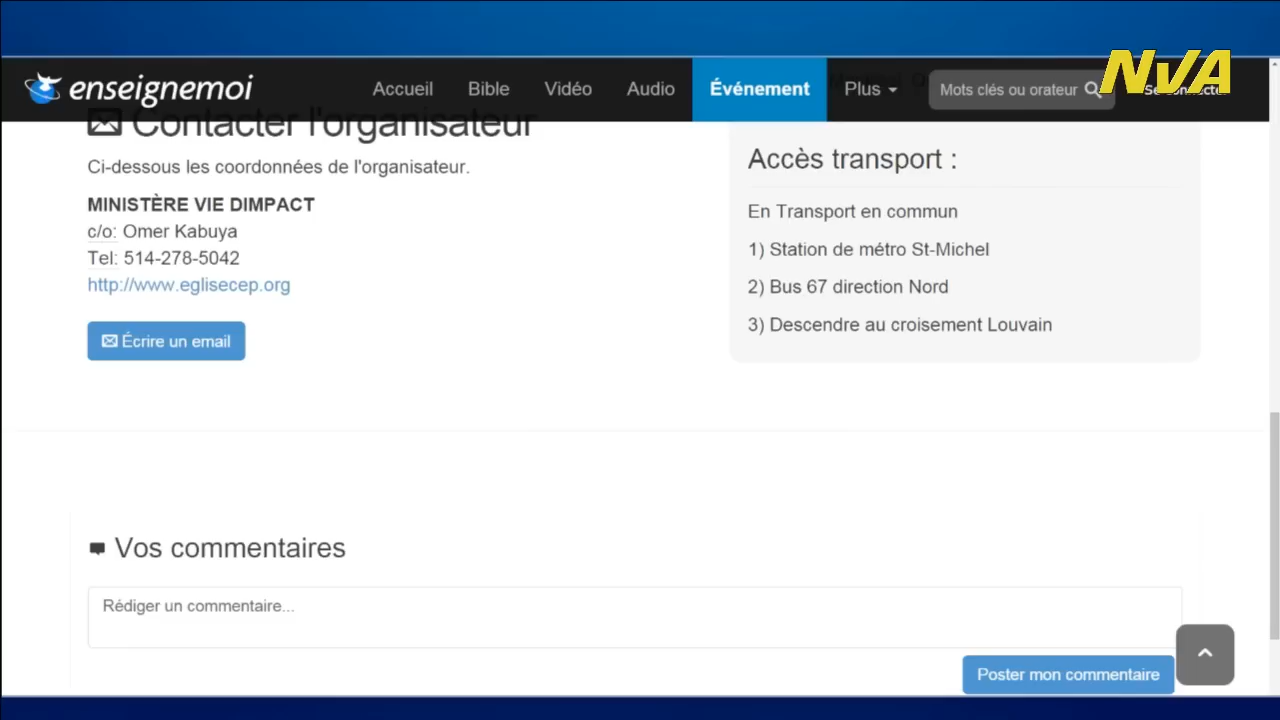 enseignemoi
Accueil
Bible
Vidéo
Audio
Événement
Plus
Mots clés ou orateur
NVA
Contacter l'organisateur
Ci-dessous les coordonnées de l'organisateur.
MINISTÈRE VIE DIMPACT
c/o: Omer Kabuya
Tel: 514-278-5042
http://www.eglisecep.org
Écrire un email
Accès transport :
En Transport en commun
1) Station de métro St-Michel
2) Bus 67 direction Nord
3) Descendre au croisement Louvain
Vos commentaires
Rédiger un commentaire...
Poster mon commentaire